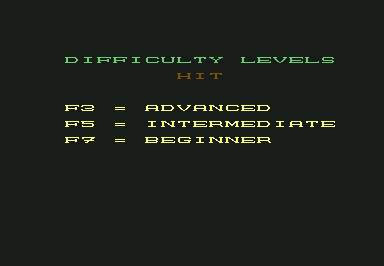 DIFFICULTY LEVELS
HIT
F3 = ADVANCED
F5 = INTERMEDIATE
F7 = BEGINNER